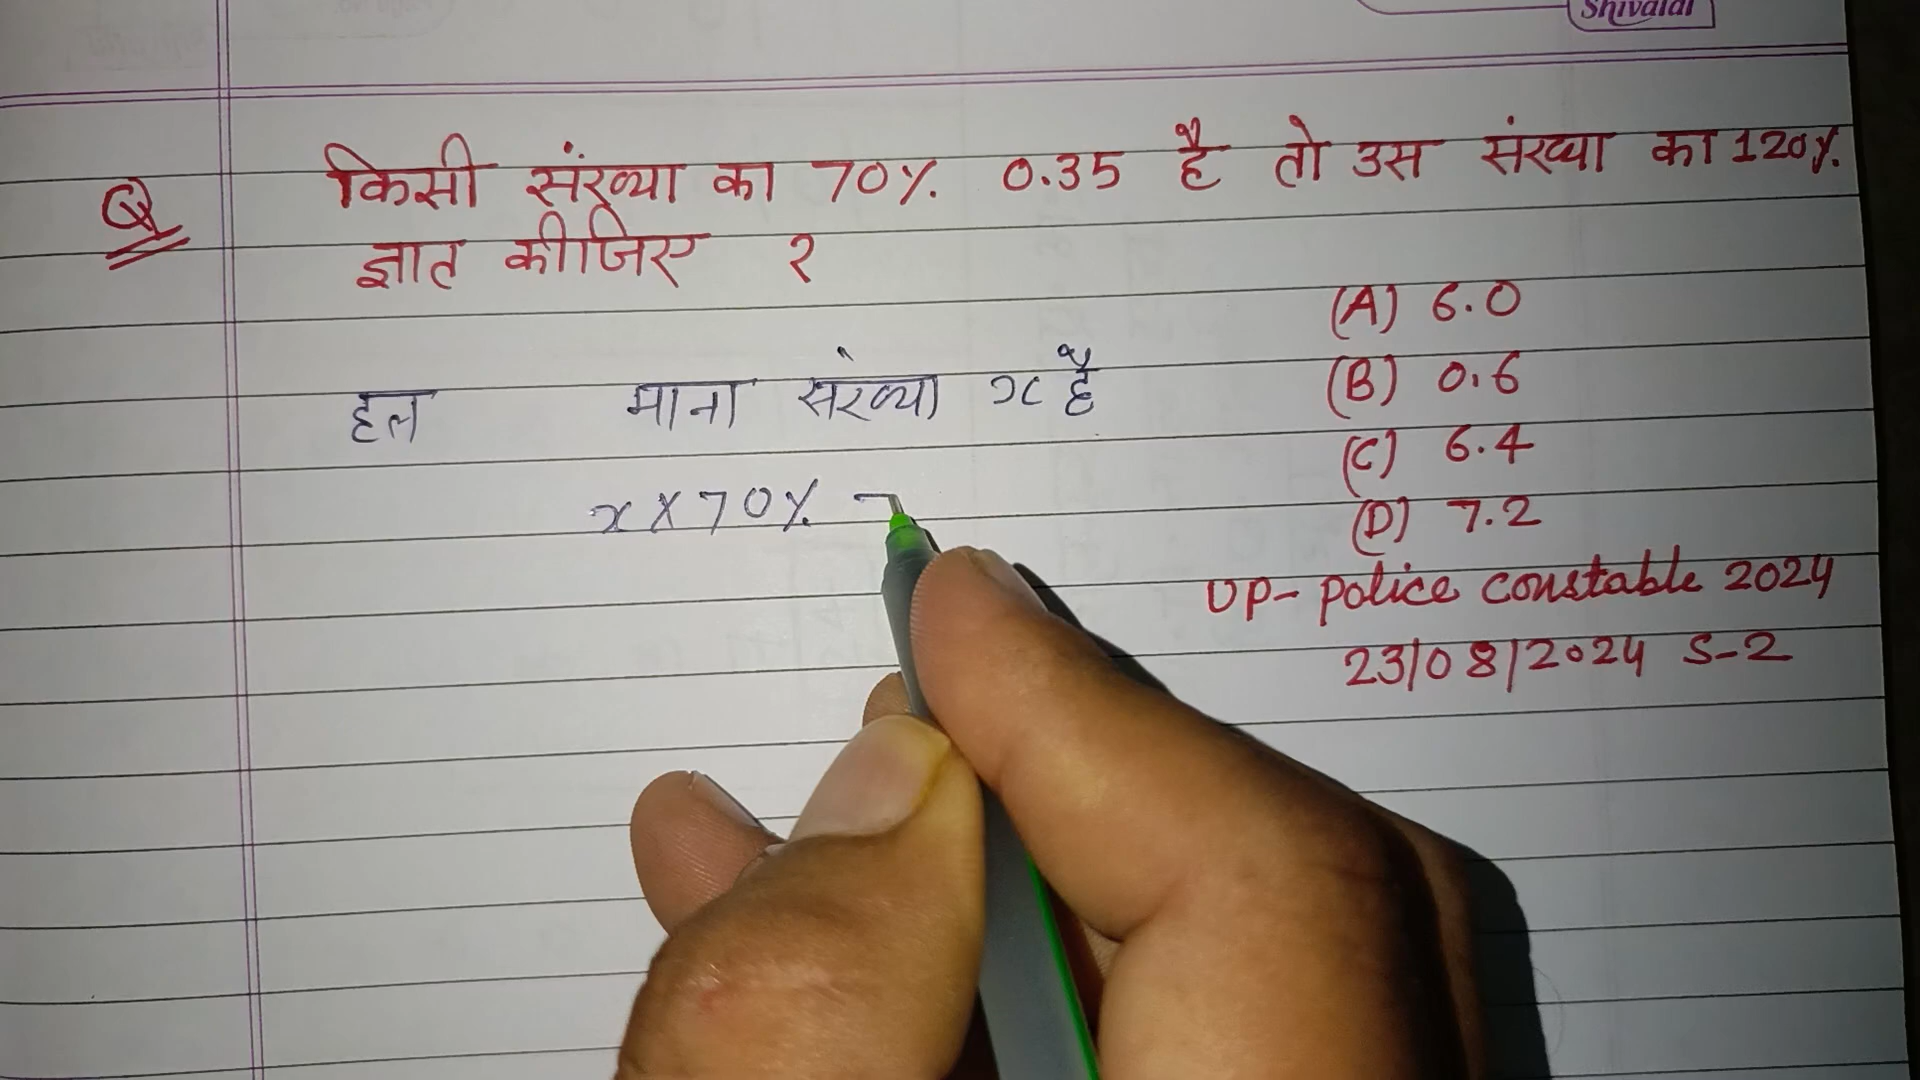 Shivalal
Q किसी संख्या का 70% 0.35 है तो उस संख्या का 120%
ज्ञात कीजिए ?
(A) 6.0
(B) 0.6
(C) 6.4
(D) 7.2
UP-Police constable 2024
23/08/2024 S-2
हल माना संख्या x है
x × 70% =